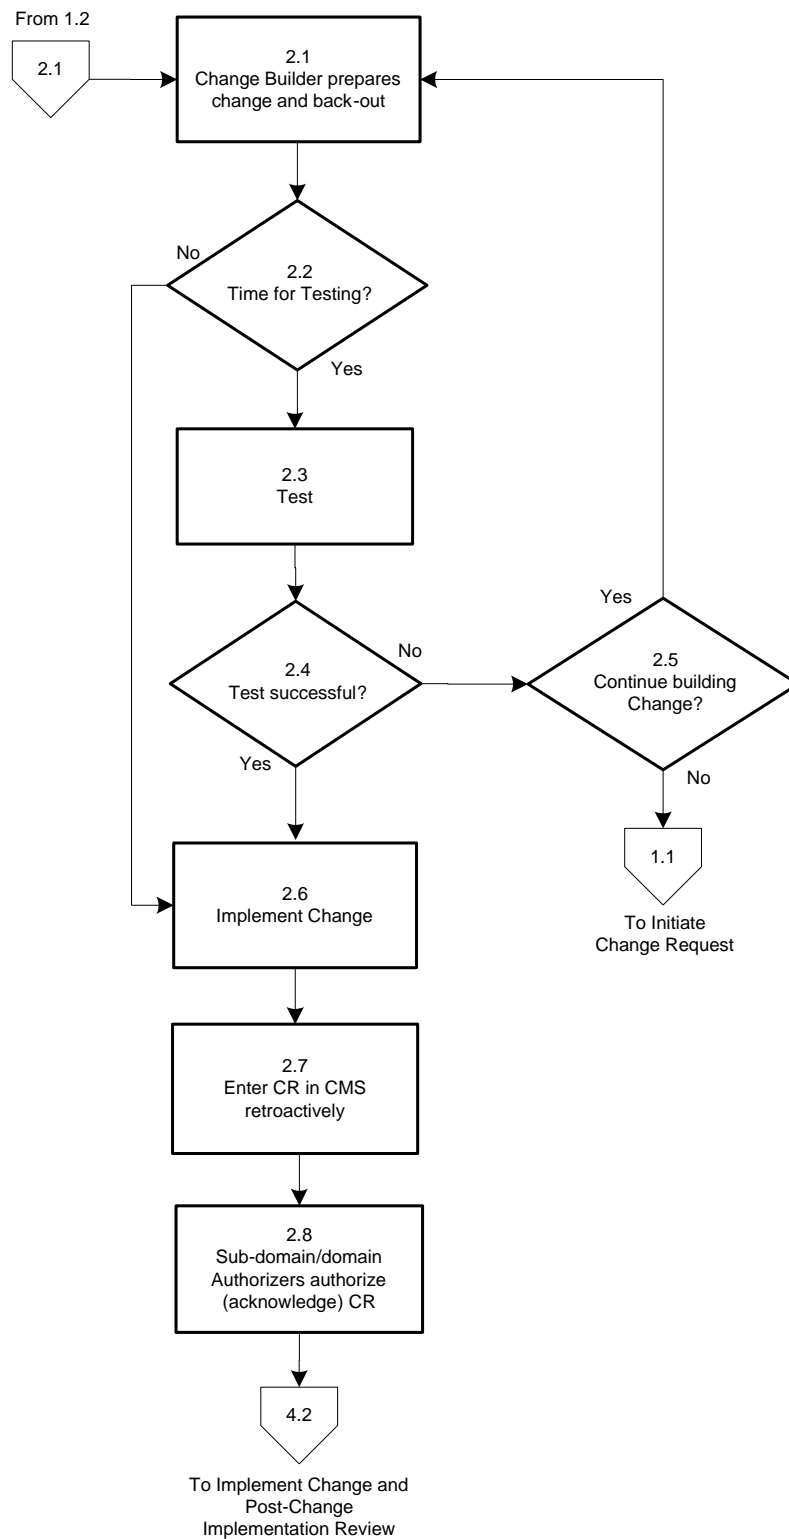 From 1.2
2.1
2.1
Change Builder prepares
change and back-out
No
2.2
Time for Testing?
Yes
2.3
Test
2.4
Test successful?
No
Yes
Yes
2.5
Continue building
Change?
No
1.1
To Initiate
Change Request
2.6
Implement Change
2.7
Enter CR in CMS
retroactively
2.8
Sub-domain/domain
Authorizers authorize
(acknowledge) CR
4.2
To Implement Change and
Post-Change
Implementation Review